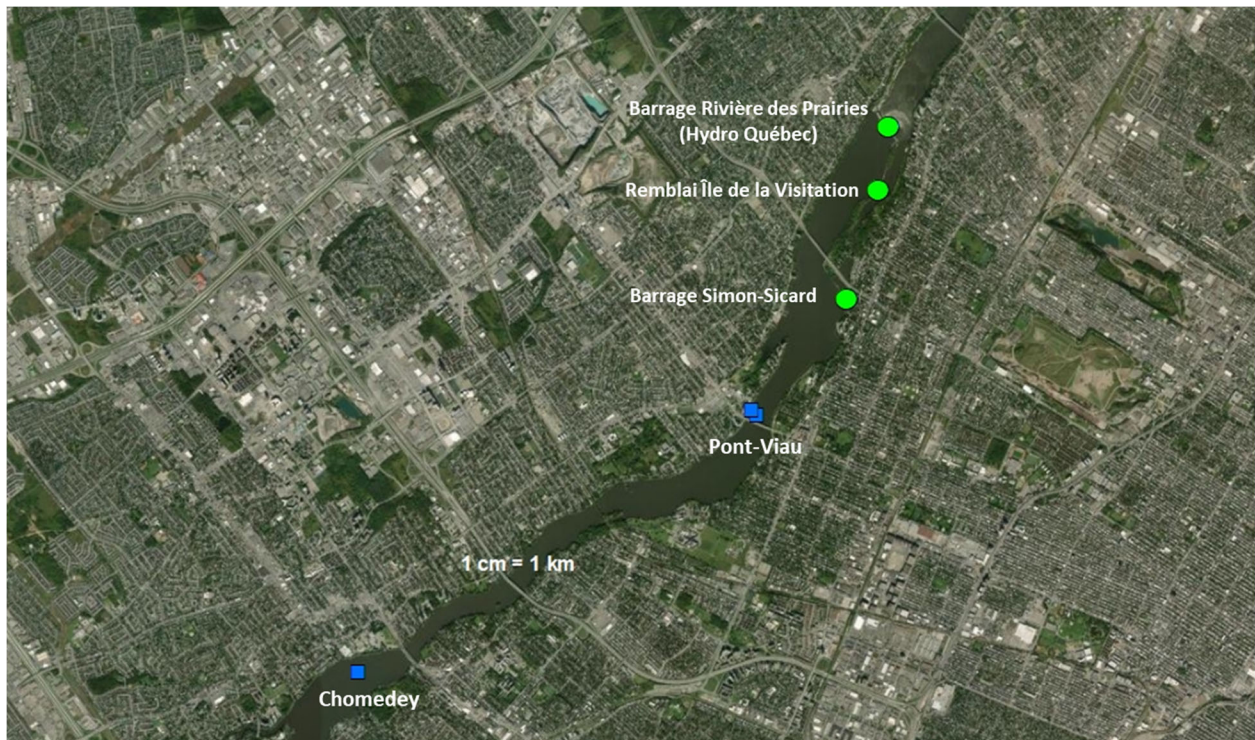 Barrage Rivière des Prairies
(Hydro Québec)
Remblai Île de la Visitation
Barrage Simon-Sicard
Pont-Viau
1 cm = 1 km
Chomedey